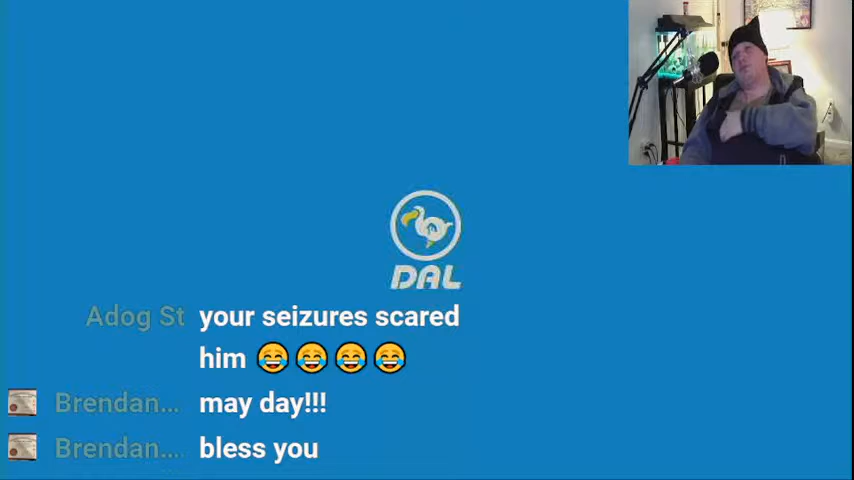 DAL
Adog St your seizures scared
him 😂😂😂😂
Brendan... may day!!!
Brendan.... bless you